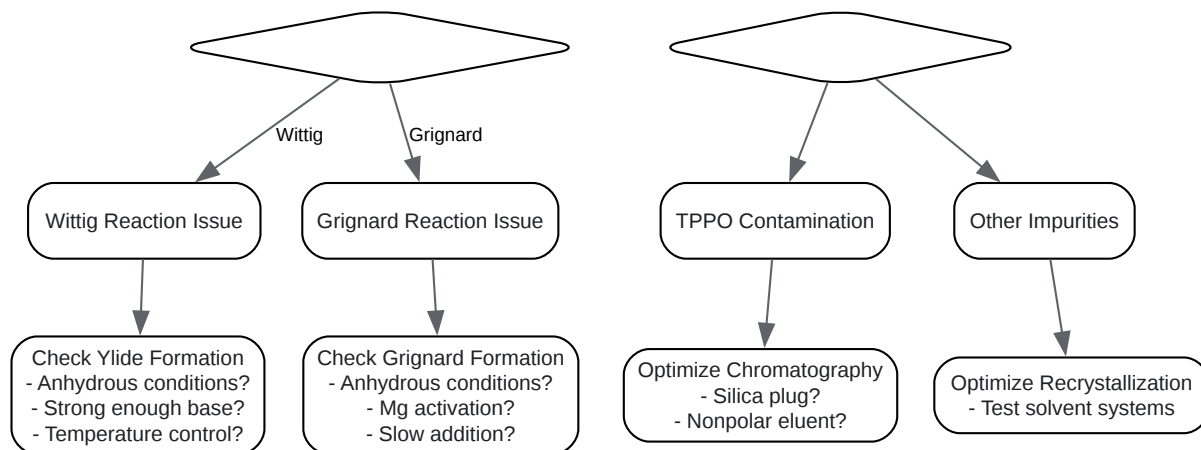 Wittig
Grignard
Wittig Reaction Issue
Grignard Reaction Issue
TPPO Contamination
Other Impurities
Check Ylide Formation
- Anhydrous conditions?
- Strong enough base?
- Temperature control?
Check Grignard Formation
- Anhydrous conditions?
- Mg activation?
- Slow addition?
Optimize Chromatography
- Silica plug?
- Nonpolar eluent?
Optimize Recrystallization
- Test solvent systems